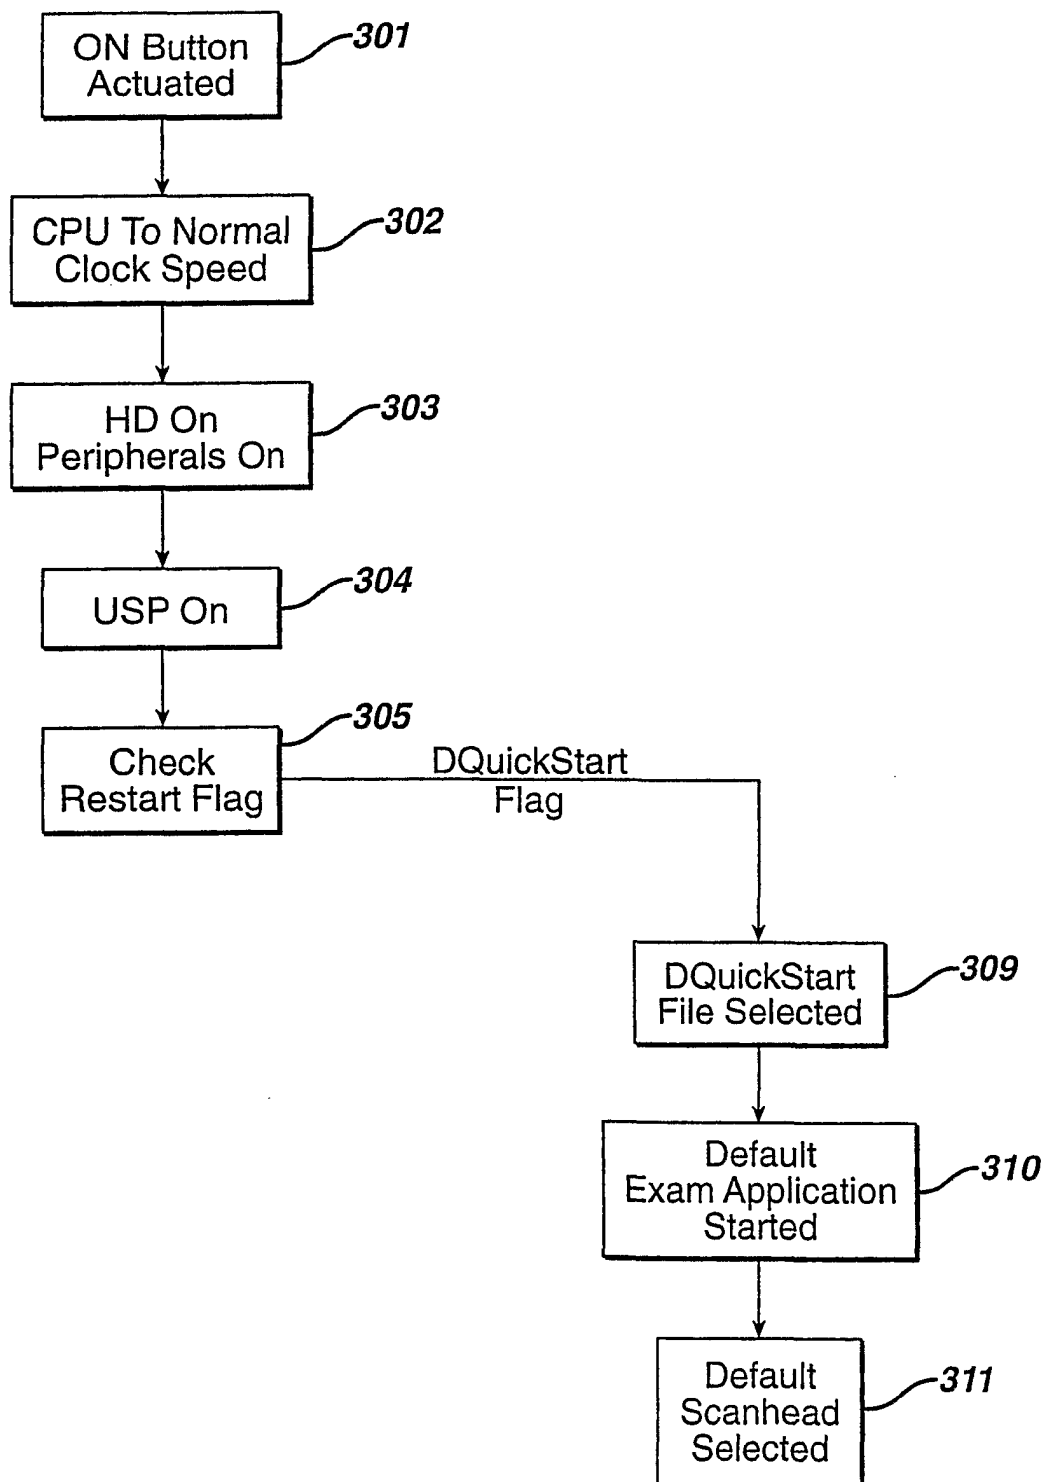 ON Button
Actuated
301
CPU To Normal
Clock Speed
302
HD On
Peripherals On
303
USP On
304
Check
Restart Flag
305
DQuickStart
Flag
DQuickStart
File Selected
309
Default
Exam Application
Started
310
Default
Scanhead
Selected
311